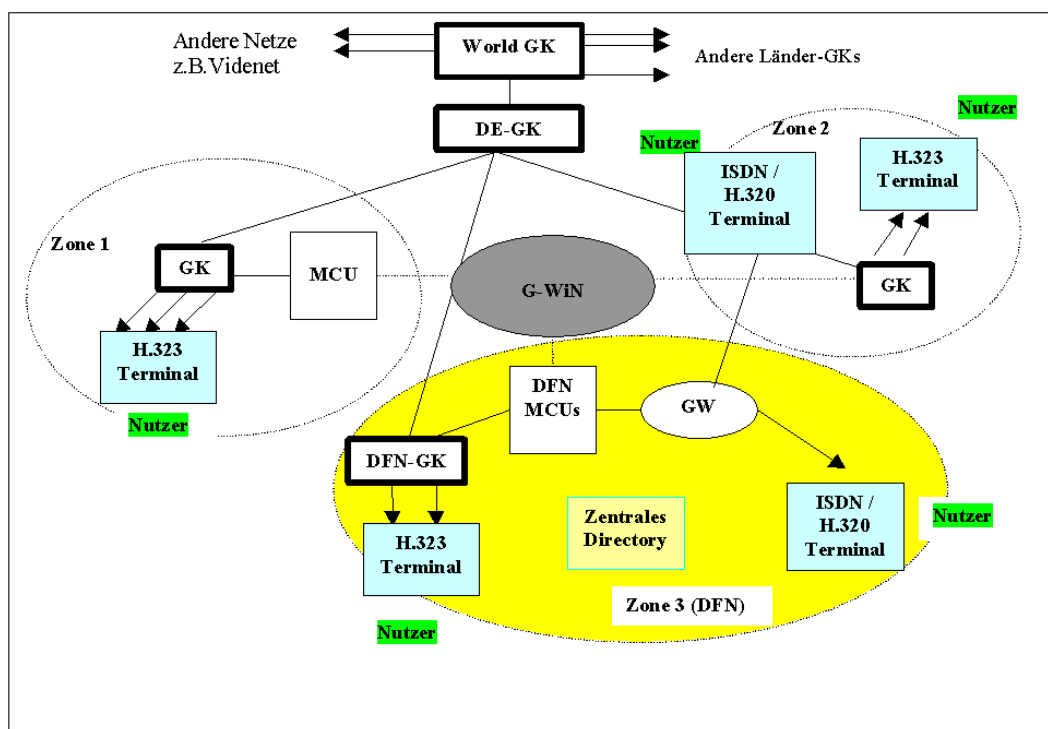 Andere Netze
z.B.Videnet
World GK
Andere Länder-GKs
DE-GK
Nutzer
Zone 2
Nutzer
ISDN /
H.320
Terminal
H.323
Terminal
Zone 1
GK
MCU
G-WiN
GK
H.323
Terminal
Nutzer
DFN
MCUs
GW
DFN-GK
H.323
Terminal
Nutzer
Zentrales
Directory
ISDN /
H.320
Terminal
Nutzer
Zone 3 (DFN)